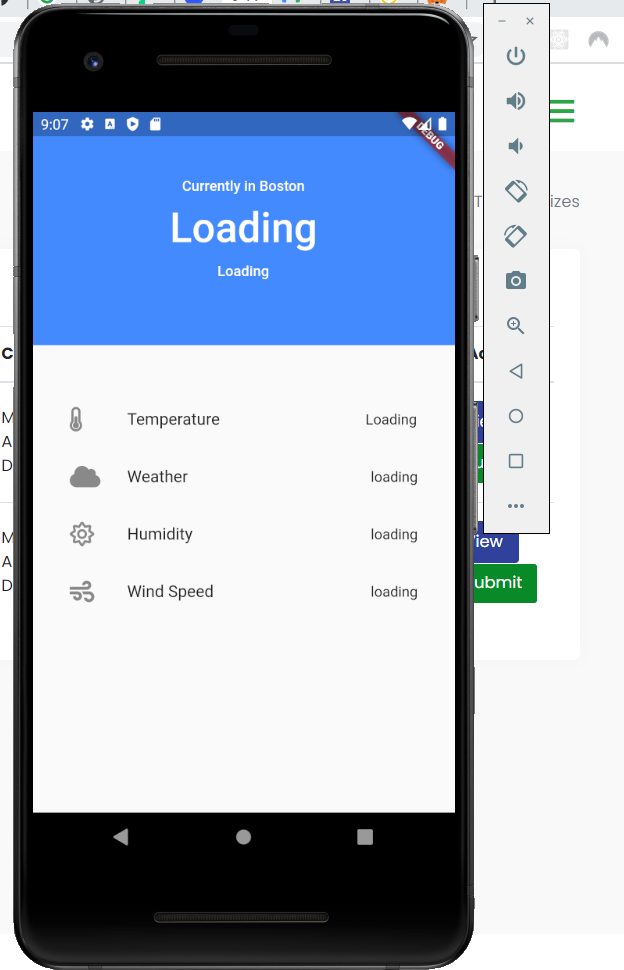 9:07
DEBUG
Currently in Boston
Loading
Loading
Temperature Loading
Weather loading
Humidity loading
Wind Speed loading
T
izes
C
M
A
D
M
A
D
iew
ubmit